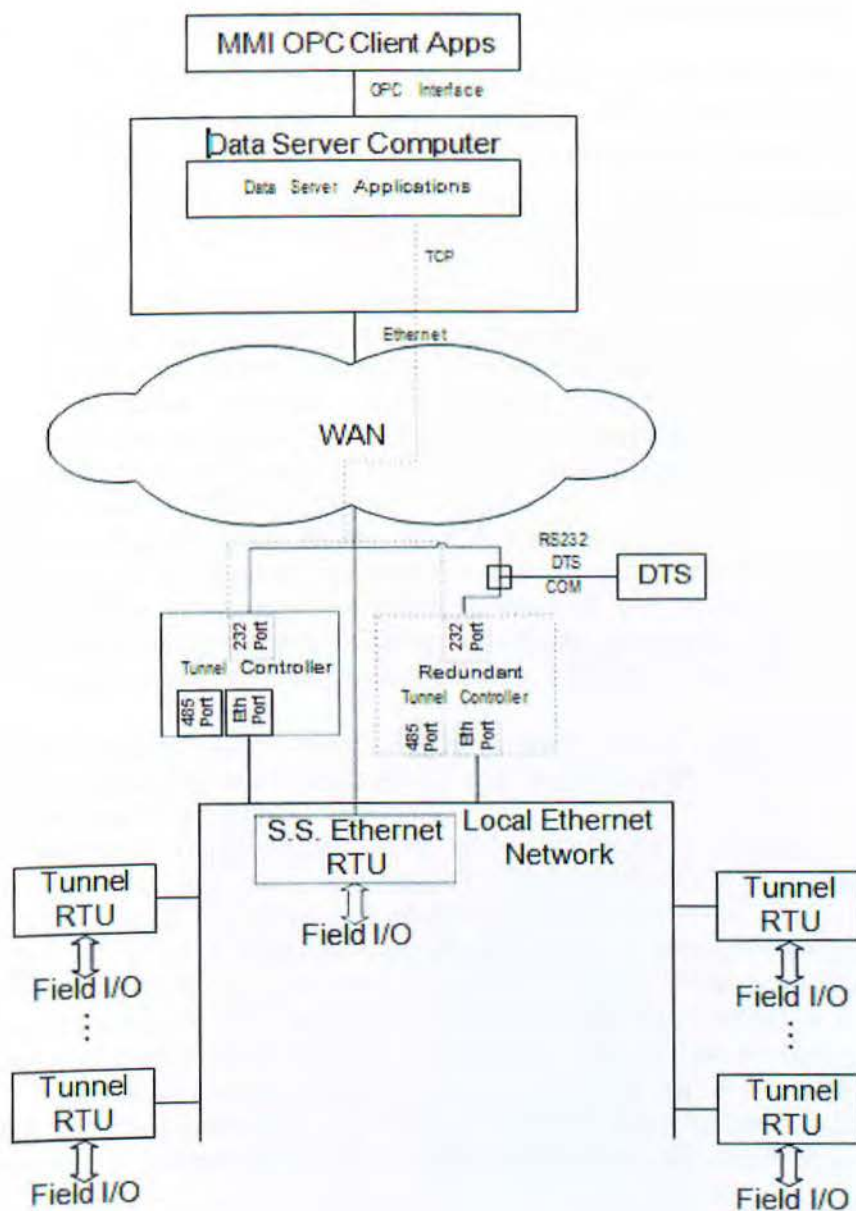 MMI OPC Client Apps
OPC Interface
Data Server Computer
Data Server Applications
TCP
Ethernet
WAN
RS232
DTS
COM
DTS
232
Port
Tunnel Controller
485
Port
Eth
Port
232
Port
Redundant
Tunnel Controller
485
Port
Eth
Port
S.S. Ethernet
RTU
Local Ethernet
Network
Field I/O
Tunnel
RTU
Field I/O
Tunnel
RTU
Field I/O
Tunnel
RTU
Field I/O
Tunnel
RTU
Field I/O